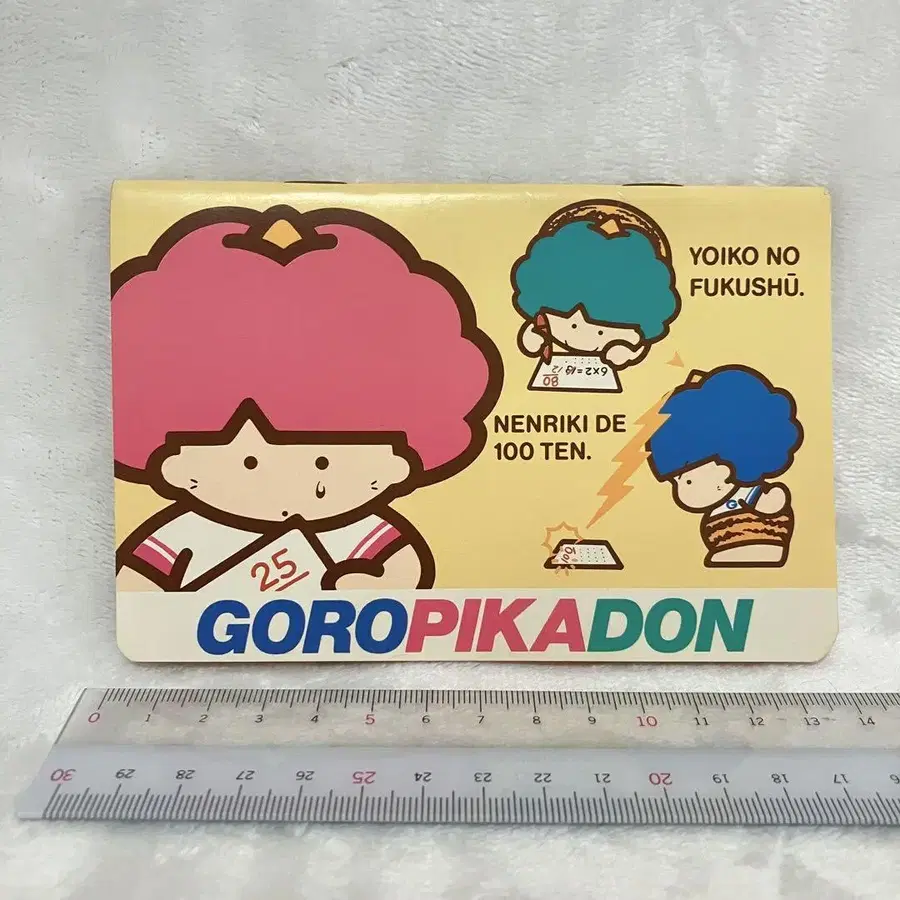 YOIKO NO
FUKUSHŪ.
6×2=12
80
NENRIKI DE
100 TEN.
100
25
GOROPIKADON
0 1 2 3 4 5 6 7 8 9 10 11 12 13 14
30 29 28 27 26 25 24 23 22 21 20 19 18 17